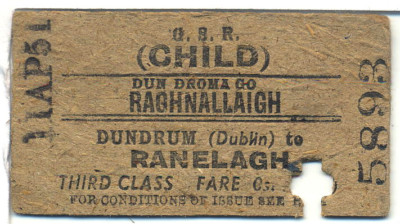 G. S. R.
(CHILD)
DUN DROMA GO
RAGHNALLAIGH
DUNDRUM (Dublin) to
RANELAGH
THIRD CLASS FARE
FOR CONDITIONS OF ISSUE SEE
11AP51
5893